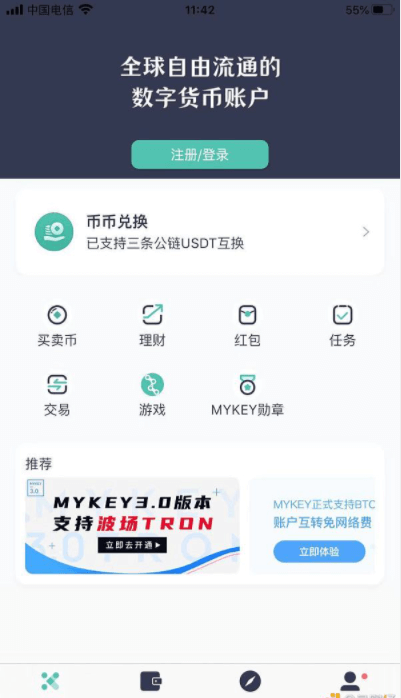 中国电信 11:42 55%
全球自由流通的
数字货币账户
注册/登录
币币兑换
已支持三条公链USDT互换
买卖币 理财 红包 任务
交易 游戏 MYKEY勋章
推荐
MYKEY 3.0
MYKEY3.0版本
支持波场TRON
立即去开通
MYKEY正式支持BTC
账户互转免网络费
立即体验